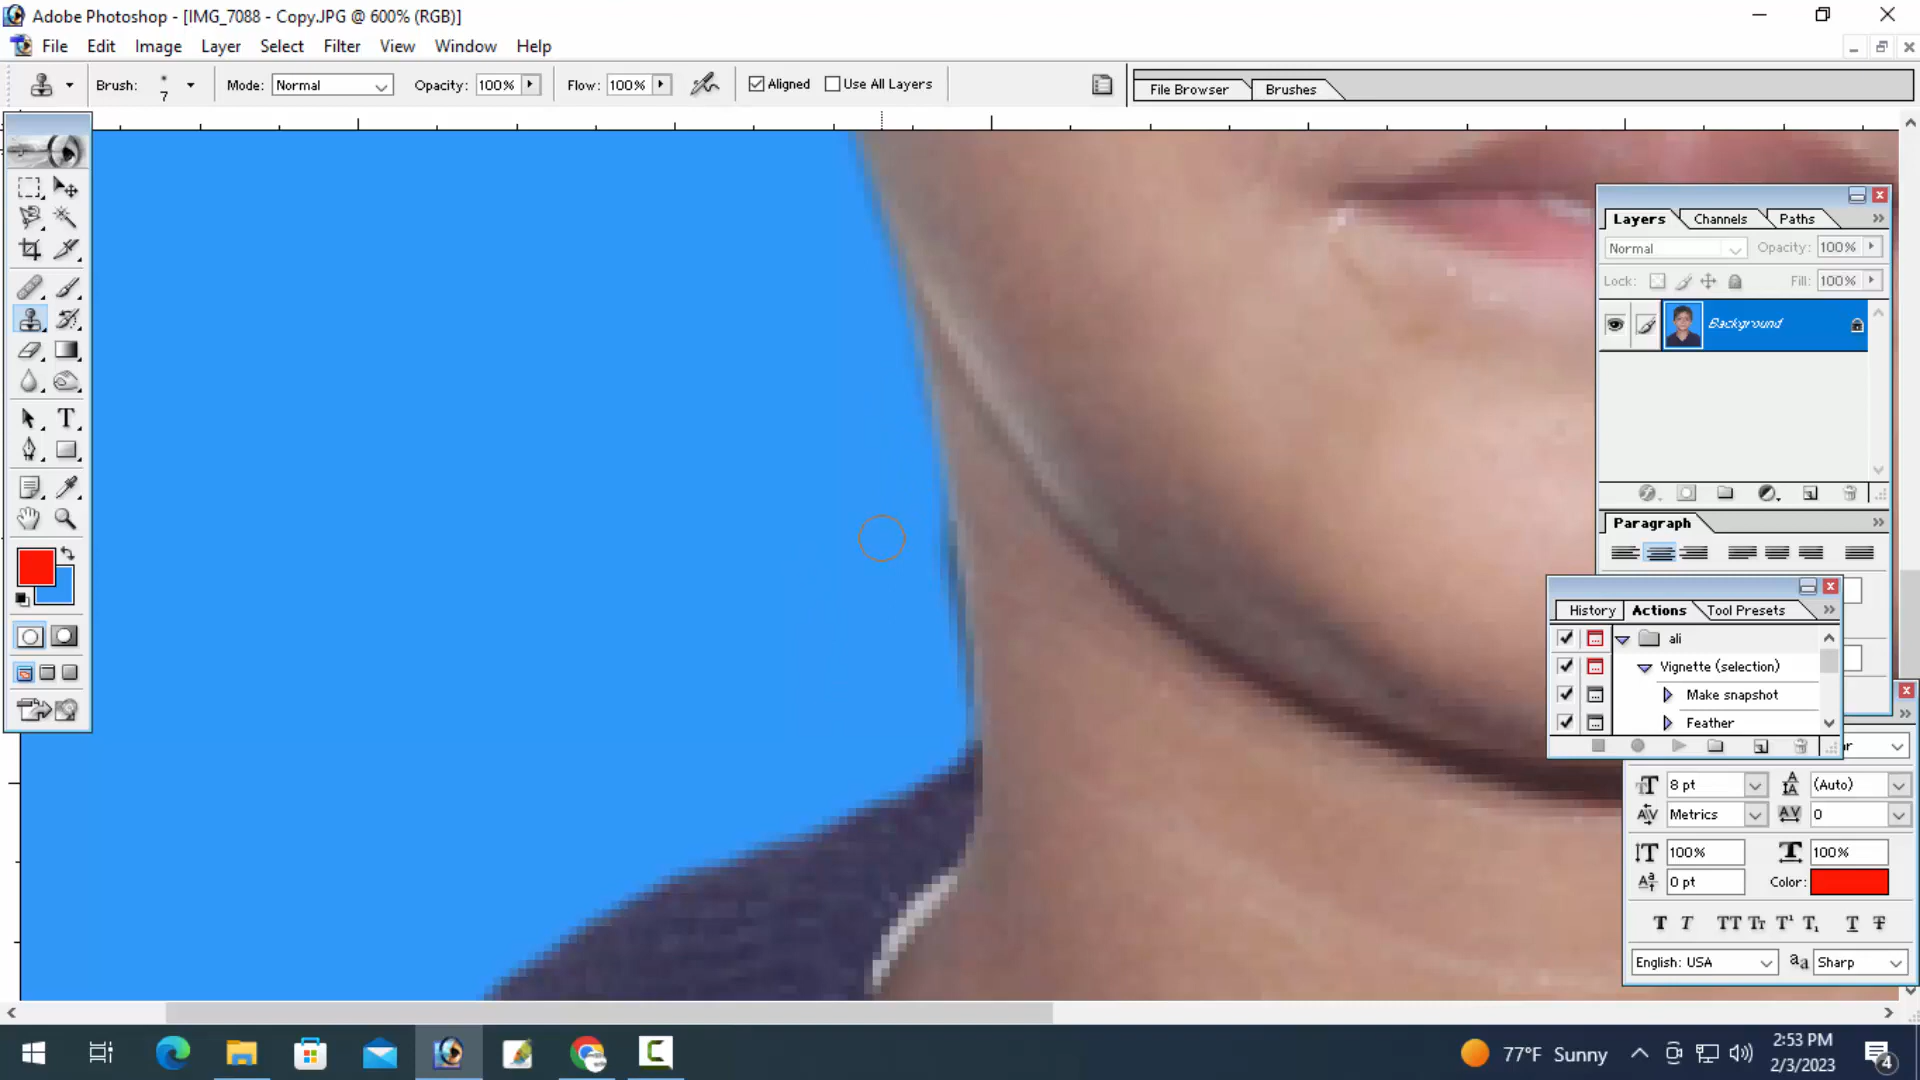 Adobe Photoshop - [IMG_7088 - Copy.JPG @ 600% (RGB)]
File Edit Image Layer Select Filter View Window Help
Brush: 7 Mode: Normal Opacity: 100% Flow: 100% Aligned Use All Layers File Browser Brushes
Layers Channels Paths
Normal Opacity: 100%
Lock: Fill: 100%
Background
Paragraph
History Actions Tool Presets
ali
Vignette (selection)
Make snapshot
Feather
8 pt (Auto)
Metrics 0
100% 100%
0 pt Color:
English: USA Sharp
77°F Sunny
2:53 PM
2/3/2023
4